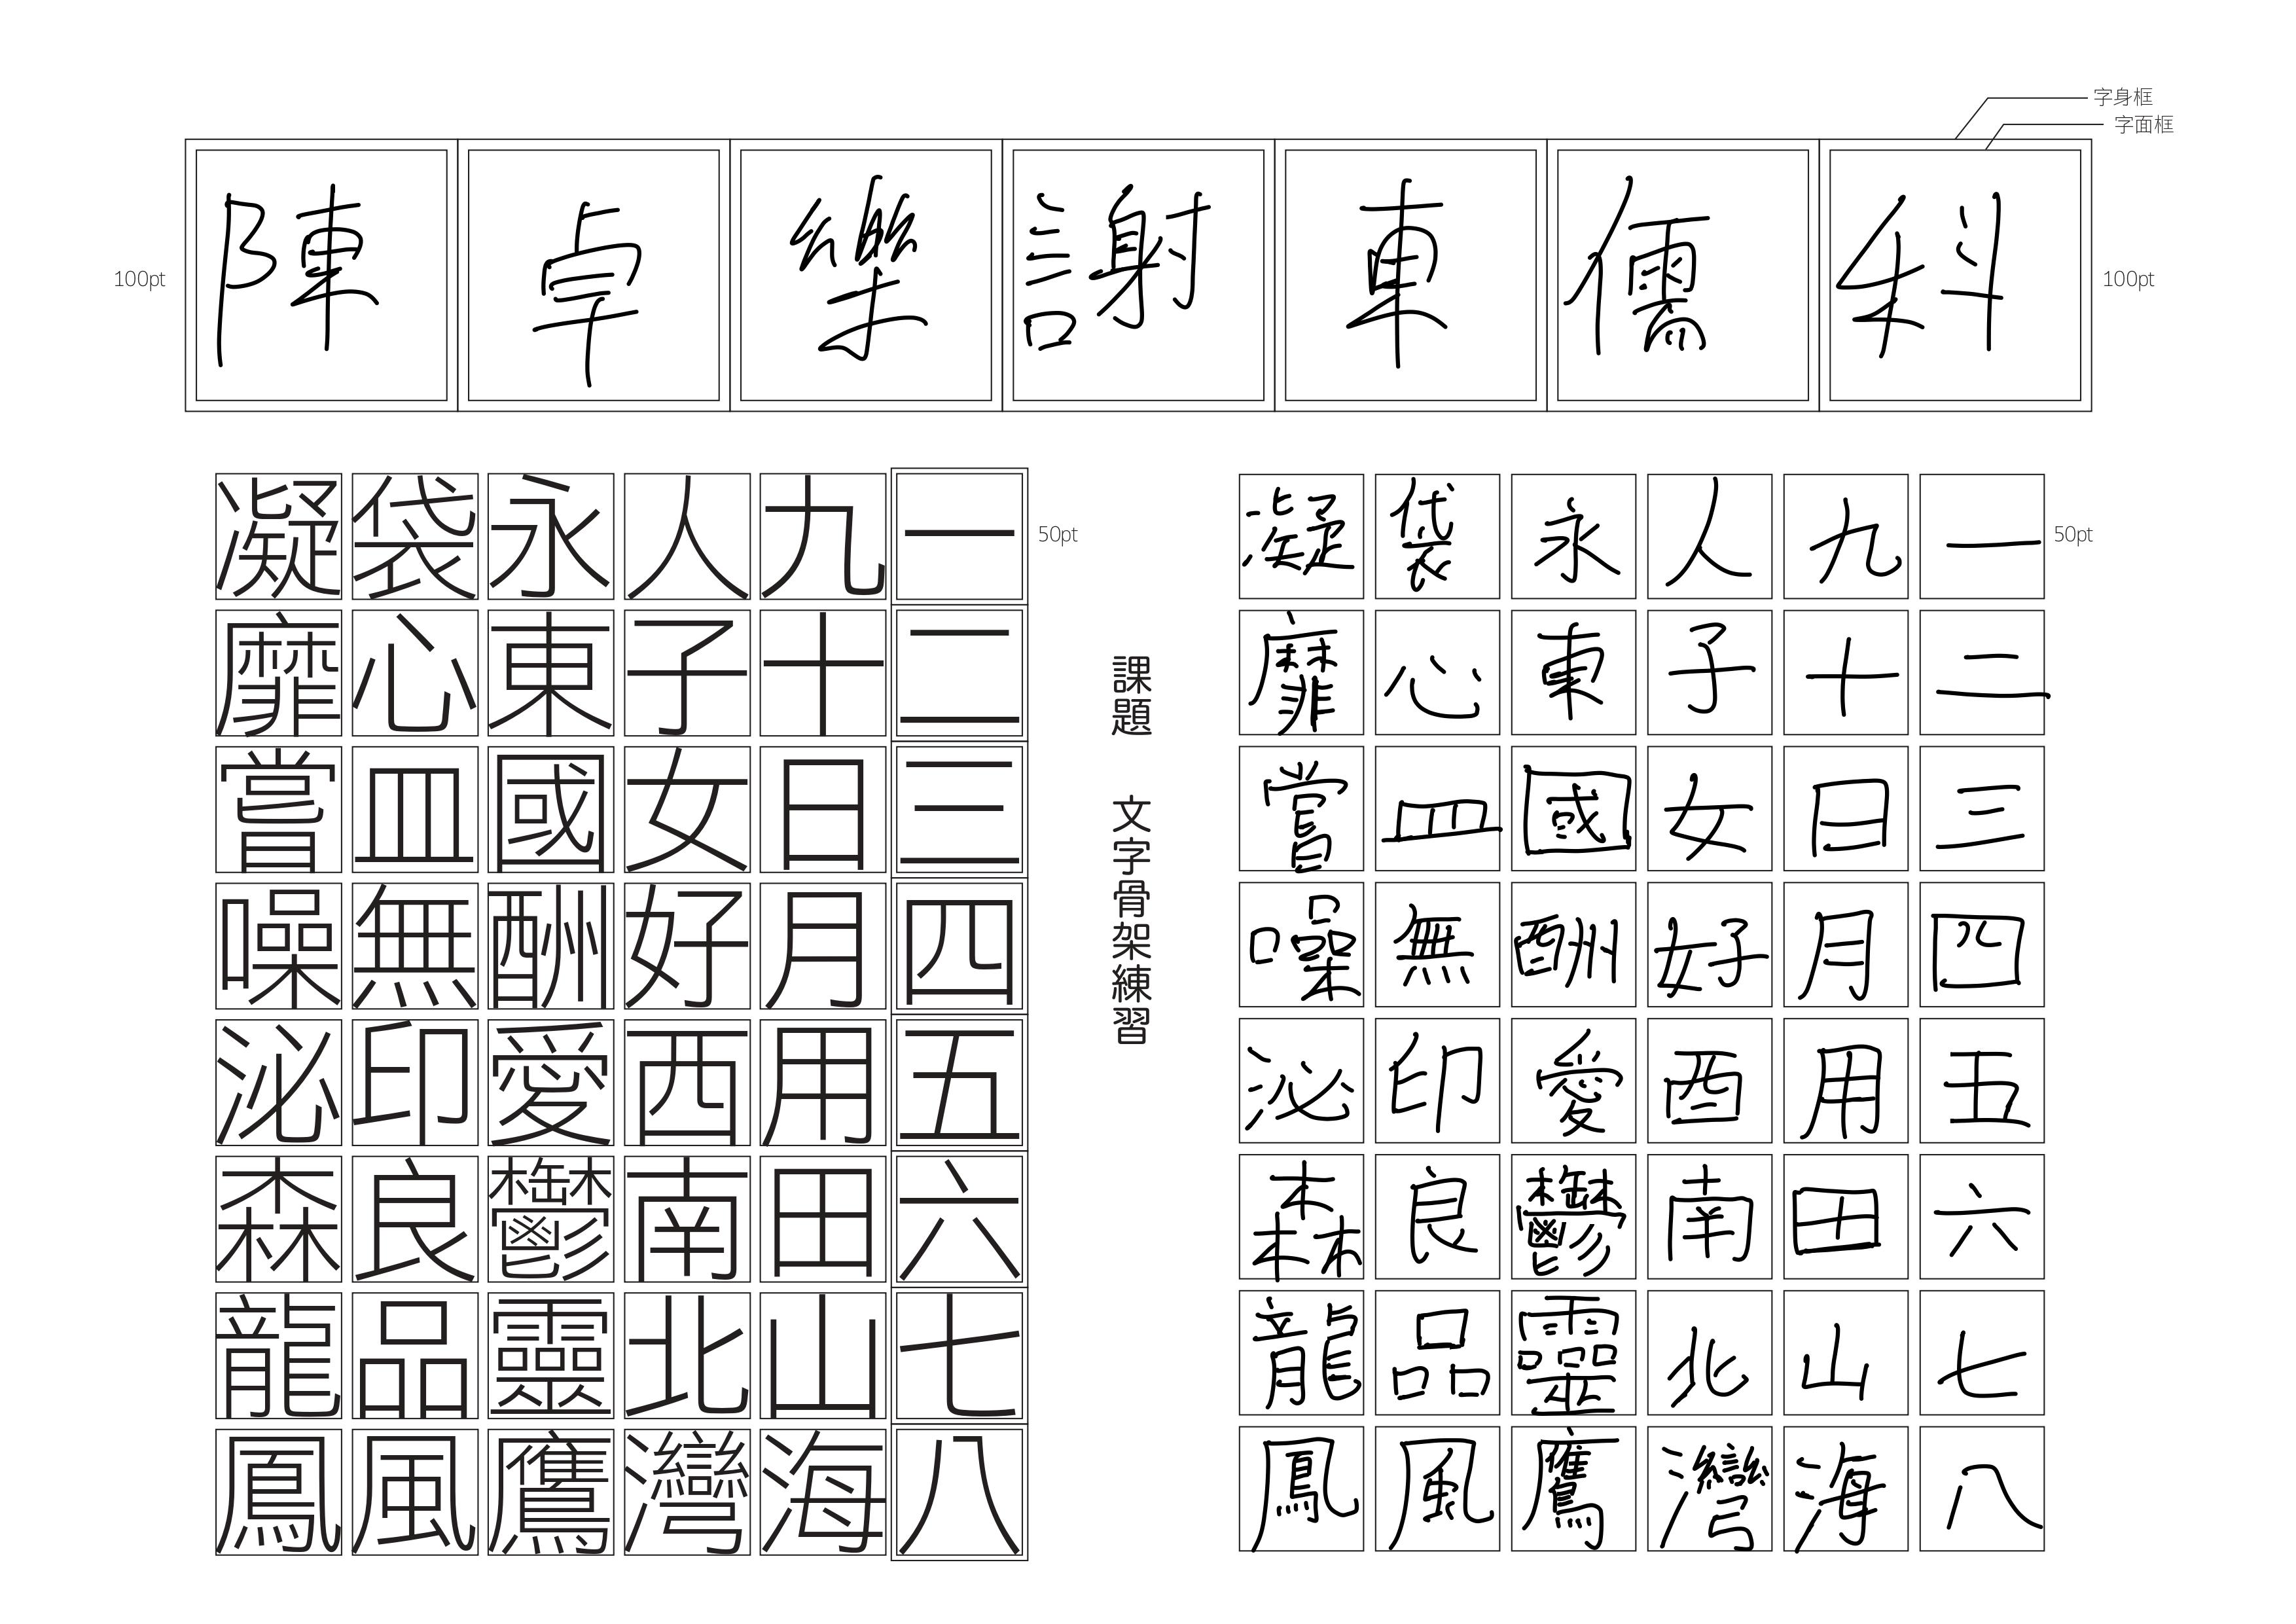 字身框
字面框
科儒東謝樂卓陳
100pt
100pt
一二三四五六七八
九十日月用田山海
人子女好西南北灣
永東國酬愛鬱靈鷹
袋心皿無印良品風
凝靡嘗噪泌森龍鳳
50pt
課題 文字骨架練習
一二三四五六七八
九十日月用田山海
人子女好西南北灣
永東國酬愛鬱靈鷹
袋心皿無印良品風
凝靡嘗噪泌森龍鳳
50pt